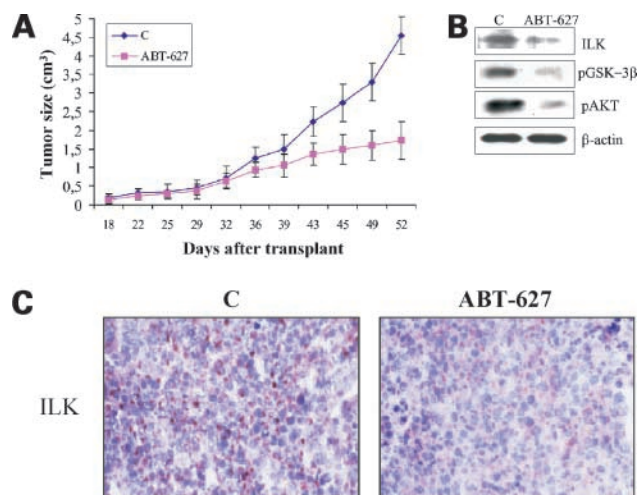 A
C
ABT-627
Tumor size (cm³)
5
4,5
4
3,5
3
2,5
2
1,5
1
0,5
0
18 22 25 29 32 36 39 43 45 49 52
Days after transplant
B
C ABT-627
ILK
pGSK-3β
pAKT
β-actin
C
C ABT-627
ILK